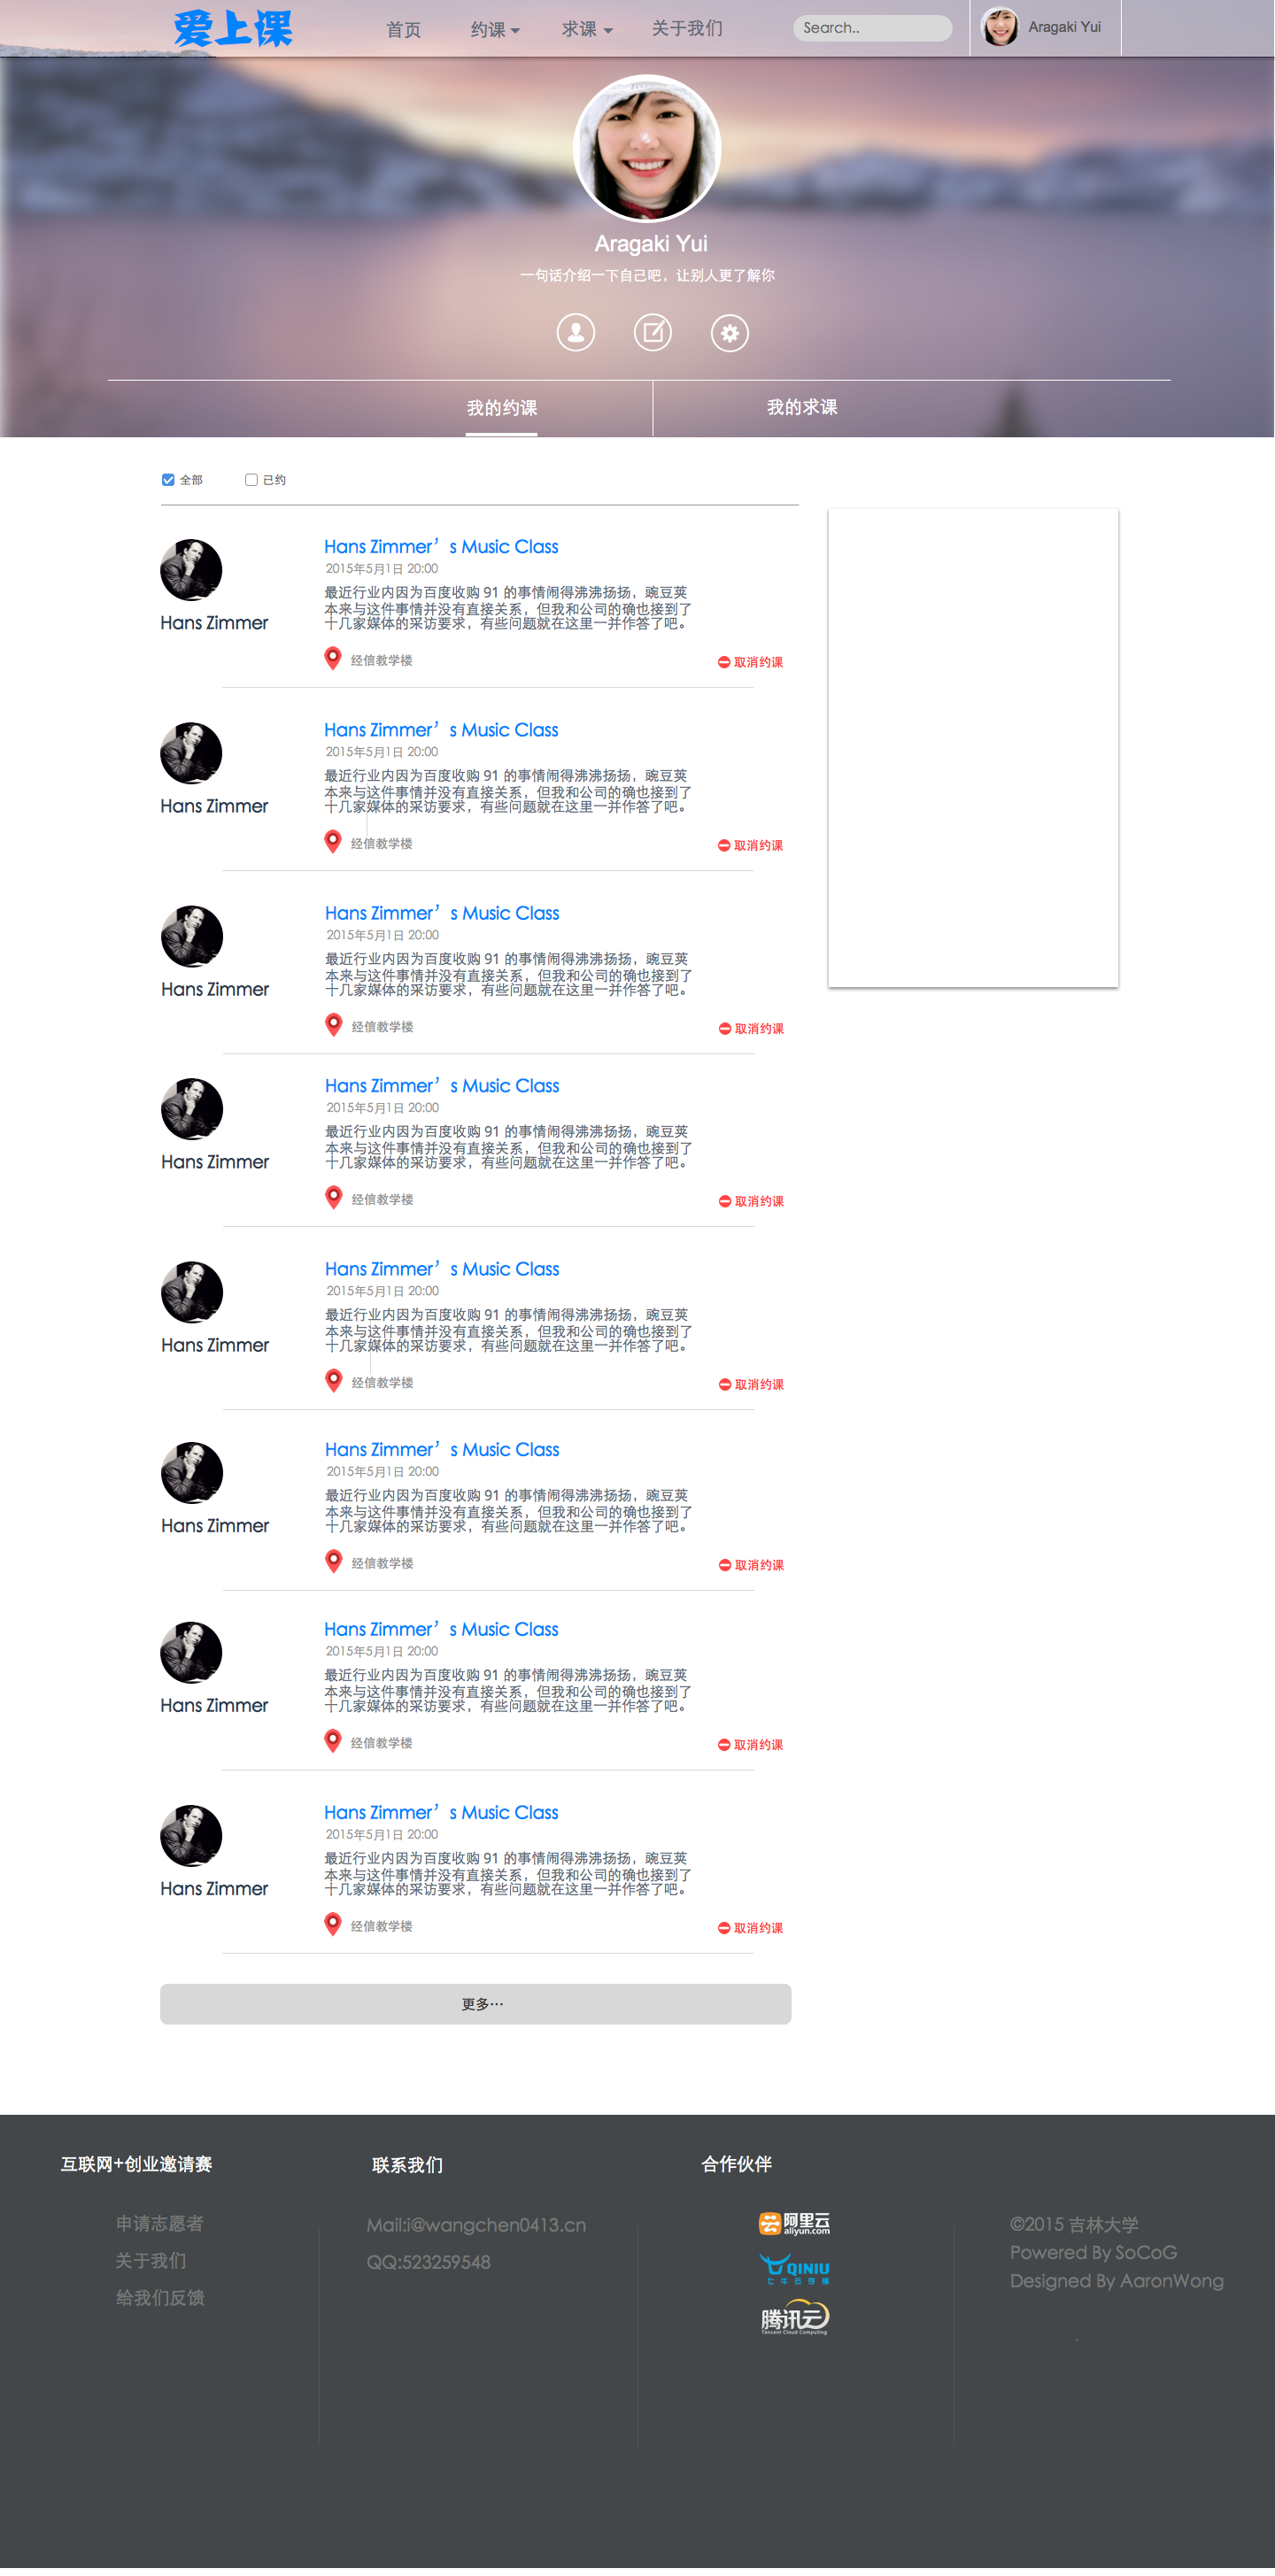 爱上课
首页
约课
求课
关于我们
Search..
Aragaki Yui
Aragaki Yui
一句话介绍一下自己吧，让别人更了解你
我的约课
我的求课
全部
已约
Hans Zimmer’s Music Class
2015年5月1日 20:00
最近行业内因为百度收购 91 的事情闹得沸沸扬扬，豌豆荚
本来与这件事情并没有直接关系，但我和公司的确也接到了
十几家媒体的采访要求，有些问题就在这里一并作答了吧。
Hans Zimmer
经信教学楼
取消约课
Hans Zimmer’s Music Class
2015年5月1日 20:00
最近行业内因为百度收购 91 的事情闹得沸沸扬扬，豌豆荚
本来与这件事情并没有直接关系，但我和公司的确也接到了
十几家媒体的采访要求，有些问题就在这里一并作答了吧。
Hans Zimmer
经信教学楼
取消约课
Hans Zimmer’s Music Class
2015年5月1日 20:00
最近行业内因为百度收购 91 的事情闹得沸沸扬扬，豌豆荚
本来与这件事情并没有直接关系，但我和公司的确也接到了
十几家媒体的采访要求，有些问题就在这里一并作答了吧。
Hans Zimmer
经信教学楼
取消约课
Hans Zimmer’s Music Class
2015年5月1日 20:00
最近行业内因为百度收购 91 的事情闹得沸沸扬扬，豌豆荚
本来与这件事情并没有直接关系，但我和公司的确也接到了
十几家媒体的采访要求，有些问题就在这里一并作答了吧。
Hans Zimmer
经信教学楼
取消约课
Hans Zimmer’s Music Class
2015年5月1日 20:00
最近行业内因为百度收购 91 的事情闹得沸沸扬扬，豌豆荚
本来与这件事情并没有直接关系，但我和公司的确也接到了
十几家媒体的采访要求，有些问题就在这里一并作答了吧。
Hans Zimmer
经信教学楼
取消约课
Hans Zimmer’s Music Class
2015年5月1日 20:00
最近行业内因为百度收购 91 的事情闹得沸沸扬扬，豌豆荚
本来与这件事情并没有直接关系，但我和公司的确也接到了
十几家媒体的采访要求，有些问题就在这里一并作答了吧。
Hans Zimmer
经信教学楼
取消约课
Hans Zimmer’s Music Class
2015年5月1日 20:00
最近行业内因为百度收购 91 的事情闹得沸沸扬扬，豌豆荚
本来与这件事情并没有直接关系，但我和公司的确也接到了
十几家媒体的采访要求，有些问题就在这里一并作答了吧。
Hans Zimmer
经信教学楼
取消约课
Hans Zimmer’s Music Class
2015年5月1日 20:00
最近行业内因为百度收购 91 的事情闹得沸沸扬扬，豌豆荚
本来与这件事情并没有直接关系，但我和公司的确也接到了
十几家媒体的采访要求，有些问题就在这里一并作答了吧。
Hans Zimmer
经信教学楼
取消约课
更多…
互联网+创业邀请赛
申请志愿者
关于我们
给我们反馈
联系我们
Mail:i@wangchen0413.cn
QQ:523259548
合作伙伴
阿里云
aliyun.com
QINIU
七牛云存储
腾讯云
Tencent Cloud Computing
©2015 吉林大学
Powered By SoCoG
Designed By AaronWong